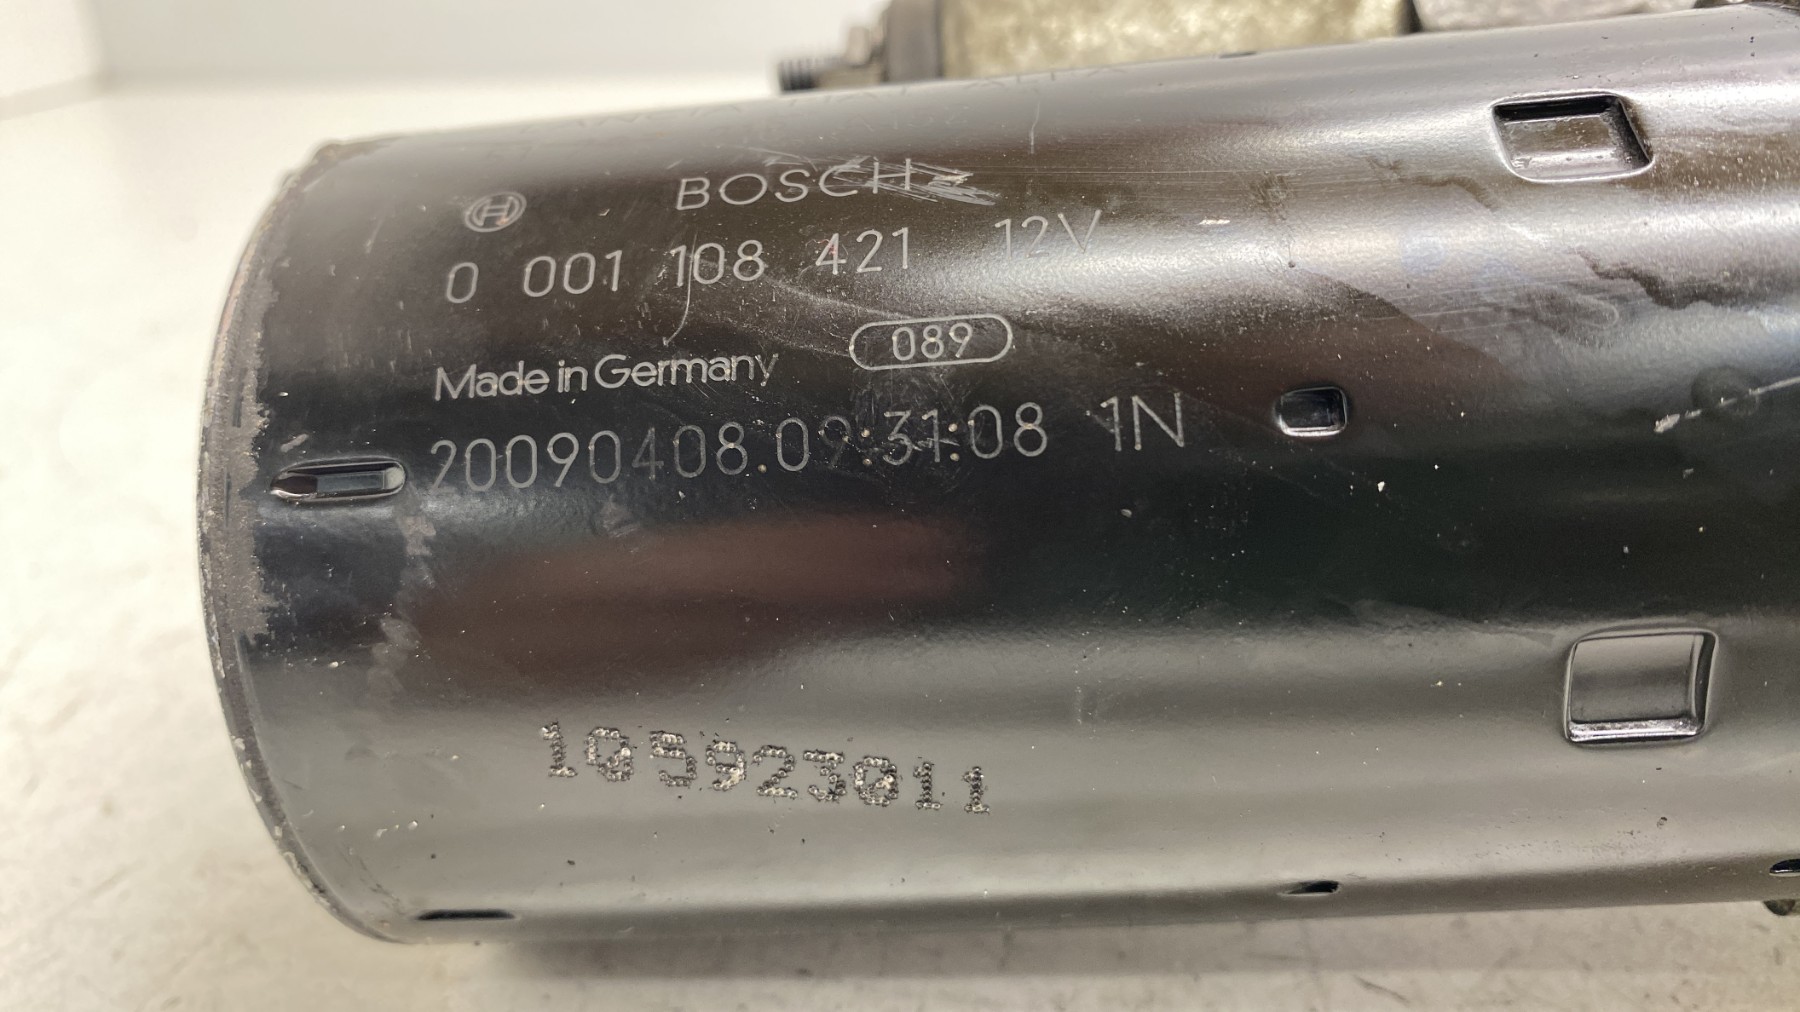 BOSCH
0 001 108 421 12V
089
Made in Germany
20090408.09:31:08 1N
105923011